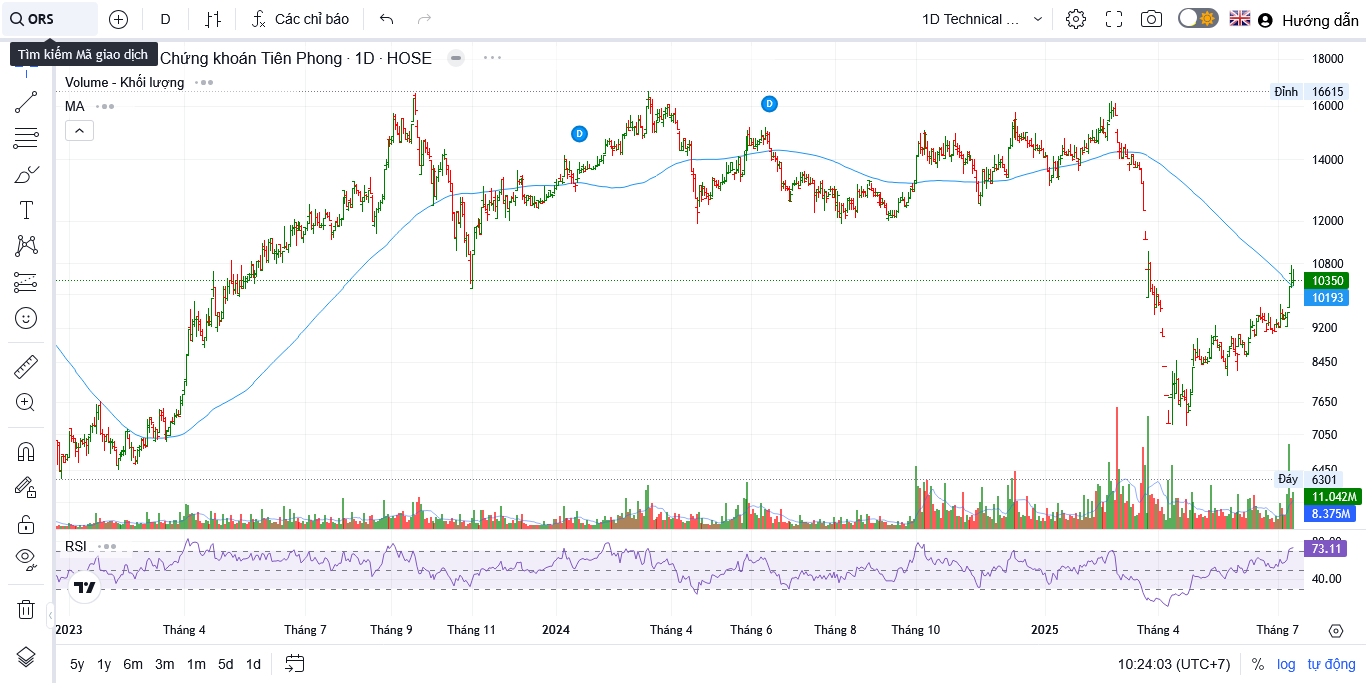 ORS D Các chỉ báo 1D Technical ... Hướng dẫn
Tìm kiếm Mã giao dịch
Chứng khoán Tiên Phong · 1D · HOSE
Volume - Khối lượng
MA
D
D
18000
Đỉnh 16615
16000
14000
12000
10800
10350
10193
9200
8450
7650
7050
6450
Đáy 6301
11.042M
8.375M
RSI
80.00
73.11
40.00
2023 Tháng 4 Tháng 7 Tháng 9 Tháng 11 2024 Tháng 4 Tháng 6 Tháng 8 Tháng 10 2025 Tháng 4 Tháng 7
5y 1y 6m 3m 1m 5d 1d 10:24:03 (UTC+7) % log tự động